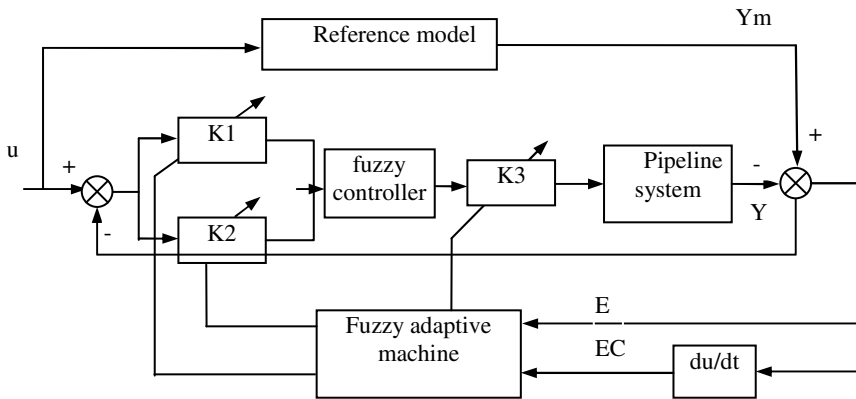 Reference model
Ym
u
+
K1
+
fuzzy
controller
K3
Pipeline
system
-
Y
-
K2
Fuzzy adaptive
machine
E
EC
du/dt